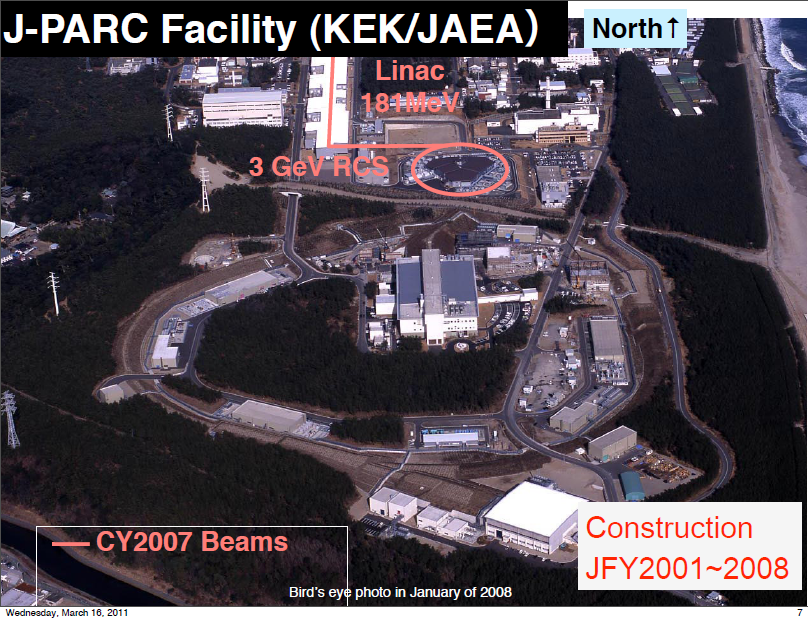 J-PARC Facility (KEK/JAEA）
North↑
Linac
181MeV
3 GeV RCS
CY2007 Beams
Construction
JFY2001~2008
Bird's eye photo in January of 2008
Wednesday, March 16, 2011
7